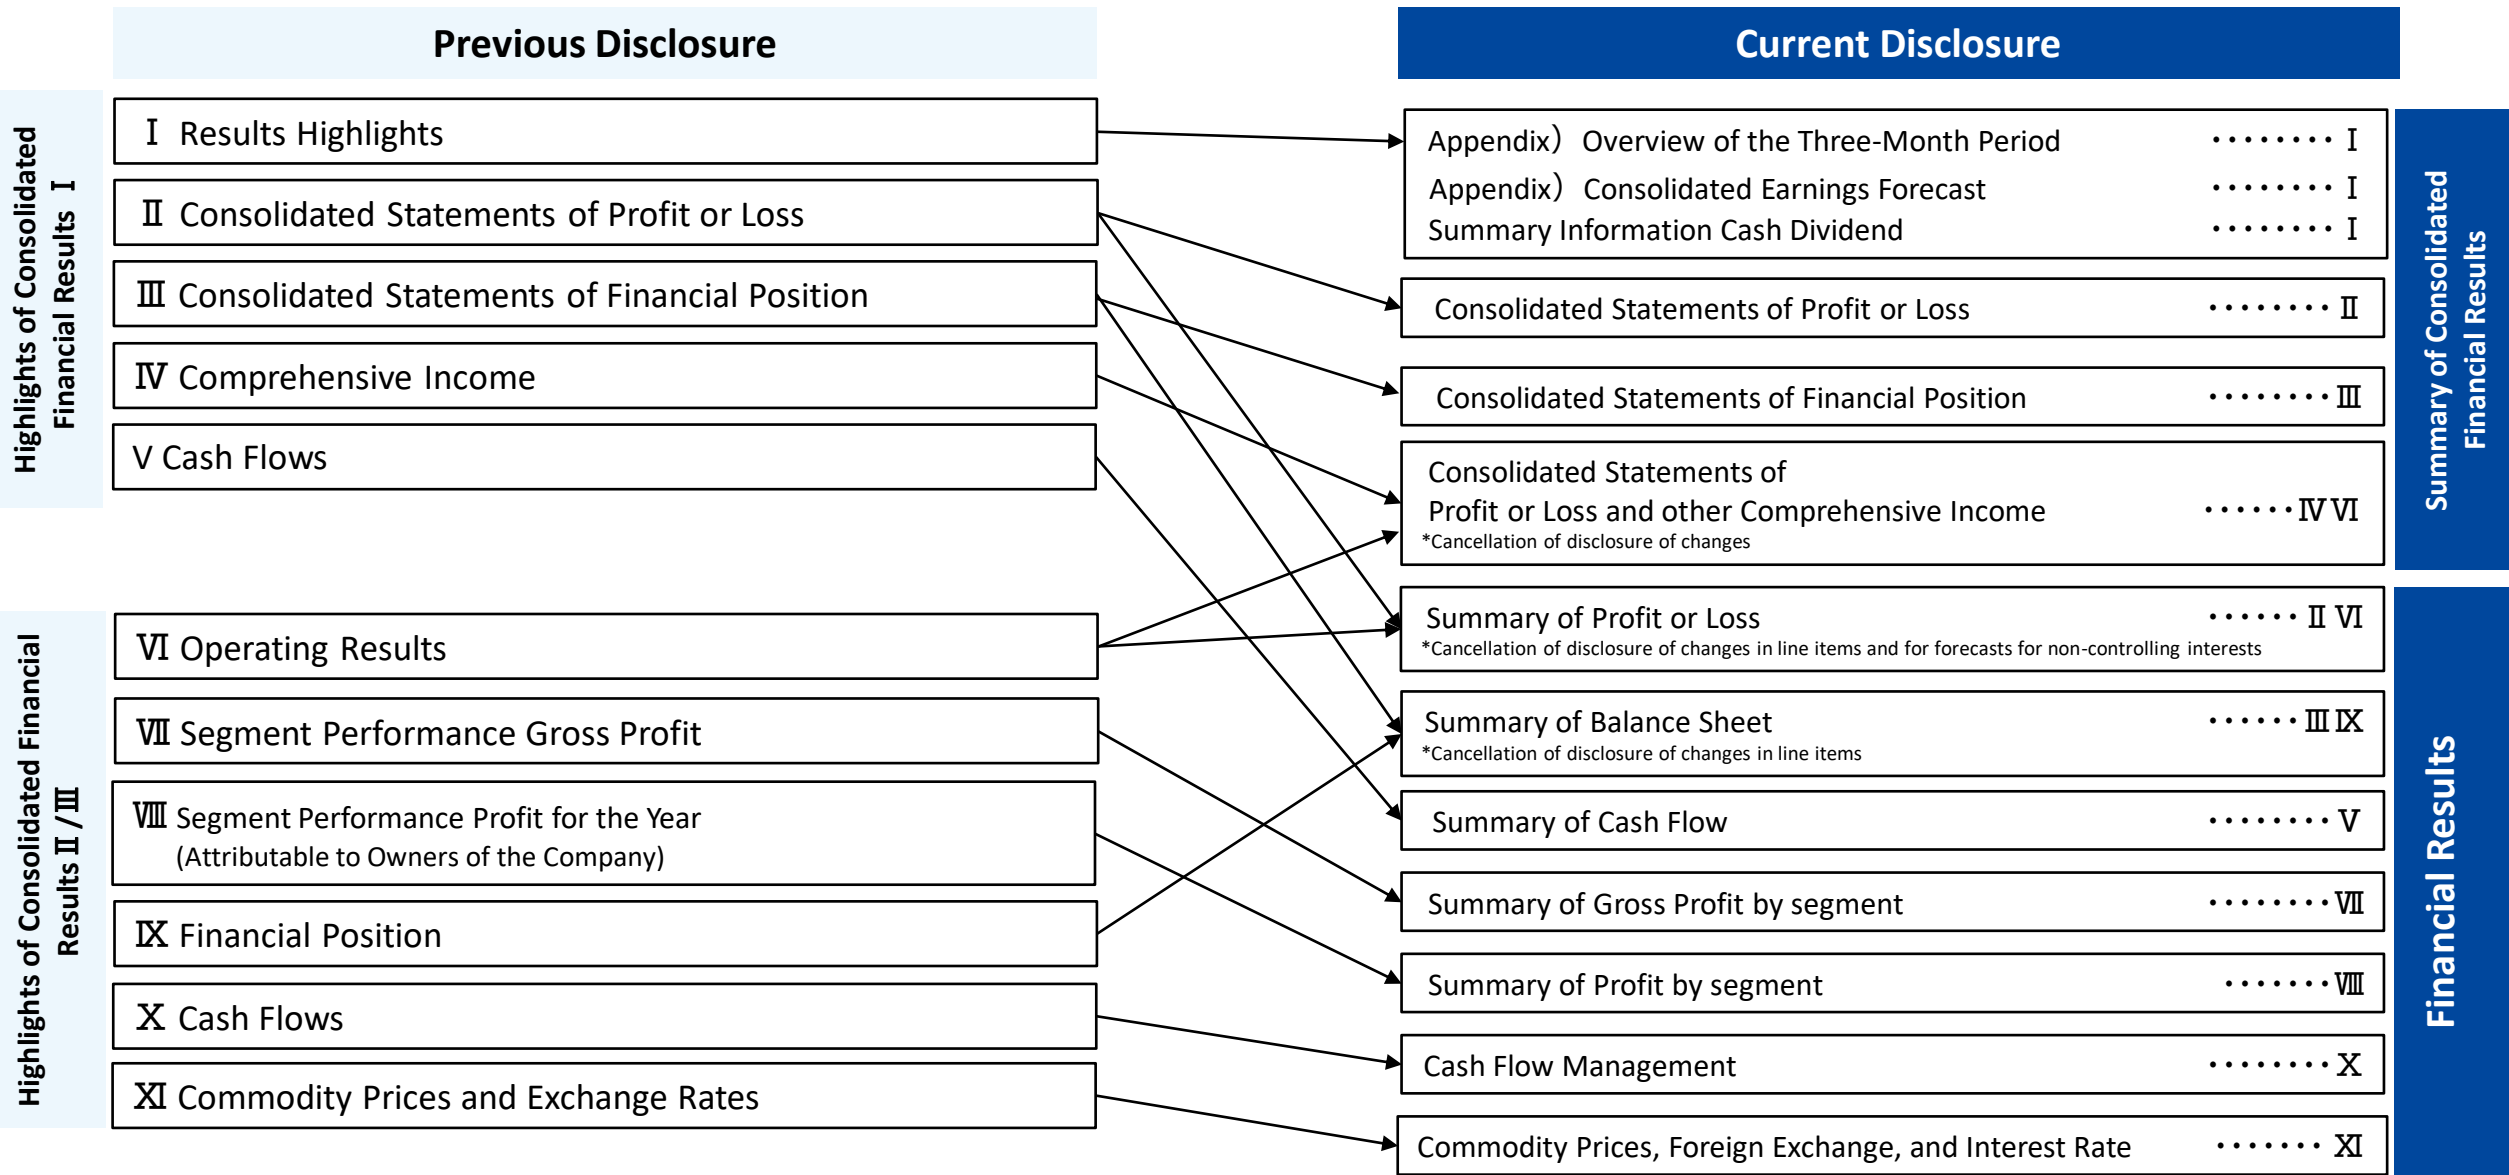 Previous Disclosure
Current Disclosure
Highlights of Consolidated
Financial Results Ⅰ
Ⅰ Results Highlights
Ⅱ Consolidated Statements of Profit or Loss
Ⅲ Consolidated Statements of Financial Position
Ⅳ Comprehensive Income
Ⅴ Cash Flows
Highlights of Consolidated Financial
Results Ⅱ/Ⅲ
Ⅵ Operating Results
Ⅶ Segment Performance Gross Profit
Ⅷ Segment Performance Profit for the Year
(Attributable to Owners of the Company)
Ⅸ Financial Position
Ⅹ Cash Flows
Ⅺ Commodity Prices and Exchange Rates
Appendix）Overview of the Three-Month Period ・・・・・・・・Ⅰ
Appendix）Consolidated Earnings Forecast ・・・・・・・・Ⅰ
Summary Information Cash Dividend ・・・・・・・・Ⅰ
Consolidated Statements of Profit or Loss ・・・・・・・・Ⅱ
Consolidated Statements of Financial Position ・・・・・・・・Ⅲ
Consolidated Statements of
Profit or Loss and other Comprehensive Income ・・・・・・Ⅳ Ⅵ
*Cancellation of disclosure of changes
Summary of Consolidated
Financial Results
Summary of Profit or Loss ・・・・・・Ⅱ Ⅵ
*Cancellation of disclosure of changes in line items and for forecasts for non-controlling interests
Summary of Balance Sheet ・・・・・・Ⅲ Ⅸ
*Cancellation of disclosure of changes in line items
Summary of Cash Flow ・・・・・・・・Ⅴ
Summary of Gross Profit by segment ・・・・・・・・Ⅶ
Summary of Profit by segment ・・・・・・・Ⅷ
Cash Flow Management ・・・・・・・・Ⅹ
Commodity Prices, Foreign Exchange, and Interest Rate ・・・・・・・Ⅺ
Financial Results